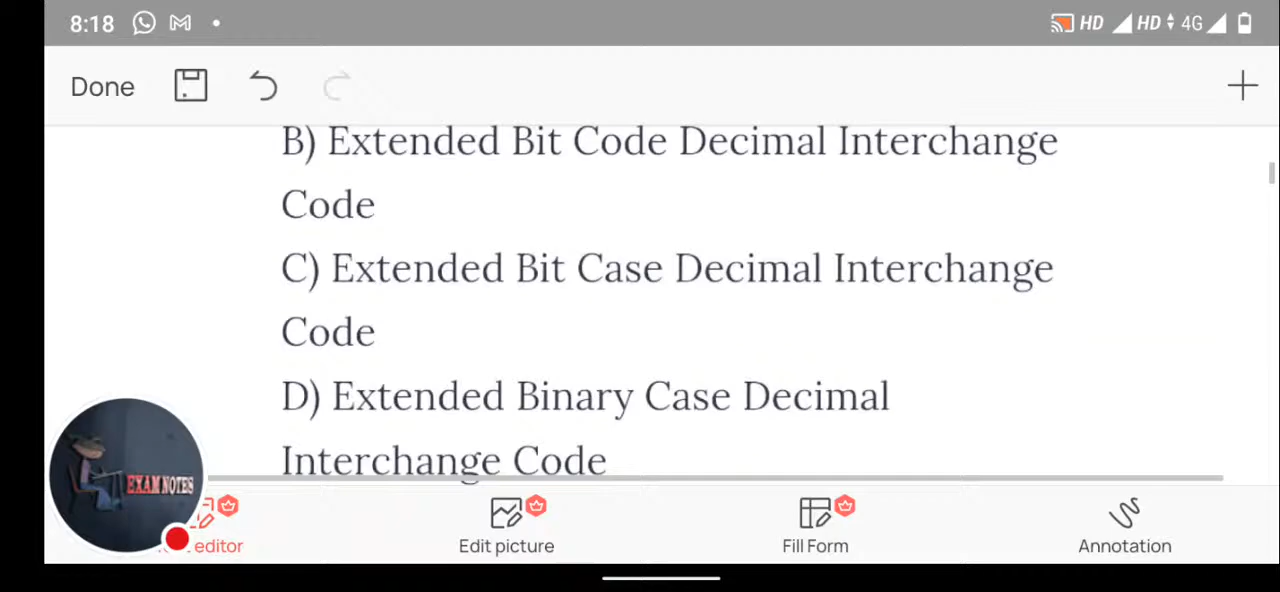 8:18 HD HD 4G
Done
B) Extended Bit Code Decimal Interchange
Code
C) Extended Bit Case Decimal Interchange
Code
D) Extended Binary Case Decimal
Interchange Code
EXAM NOTES
editor
Edit picture
Fill Form
Annotation